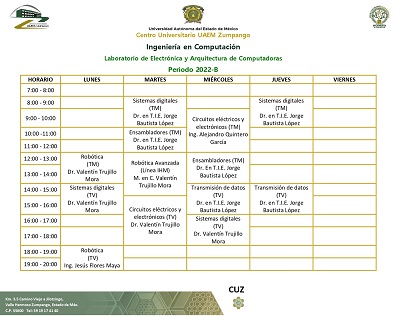 Universidad Autónoma del Estado de México
Centro Universitario UAEM Zumpango
Ingeniería en Computación
Laboratorio de Electrónica y Arquitectura de Computadoras
Periodo 2022-B
HORARIO LUNES MARTES MIÉRCOLES JUEVES VIERNES
7:00 - 8:00
8:00 - 9:00
9:00 - 10:00
10:00 -11:00
11:00 - 12:00
12:00 - 13:00
13:00 - 14:00
14:00 - 15:00
15:00 - 16:00
16:00 - 17:00
17:00 - 18:00
18:00 - 19:00
19:00 - 20:00
Robótica
(TM)
Dr. Valentín Trujillo
Mora
Sistemas digitales
(TV)
Dr. Valentín Trujillo
Mora
Robótica
(TV)
Ing. Jesús Flores Maya
Sistemas digitales
(TM)
Dr. en T.I.E. Jorge
Bautista López
Ensambladores (TM)
Dr. en T.I.E. Jorge
Bautista López
Robótica Avanzada
(Línea IHM)
M. en C. Valentín
Trujillo Mora
Circuitos eléctricos y
electrónicos (TV)
Dr. Valentín Trujillo
Mora
Circuitos eléctricos y
electrónicos (TM)
Ing. Alejandro Quintero
García
Ensambladores (TM)
Dr. En T.I.E. Jorge
Bautista López
Transmisión de datos
(TV)
Dr. en T.I.E. Jorge
Bautista López
Sistemas digitales
(TV)
Dr. Valentín Trujillo
Mora
Sistemas digitales
(TM)
Dr. en T.I.E. Jorge
Bautista López
Transmisión de datos
(TV)
Dr. en T.I.E. Jorge
Bautista López
CUZ
Km. 3.5 Camino Viejo a Jilotzingo,
Valle Hermoso Zumpango, Estado de Méx.